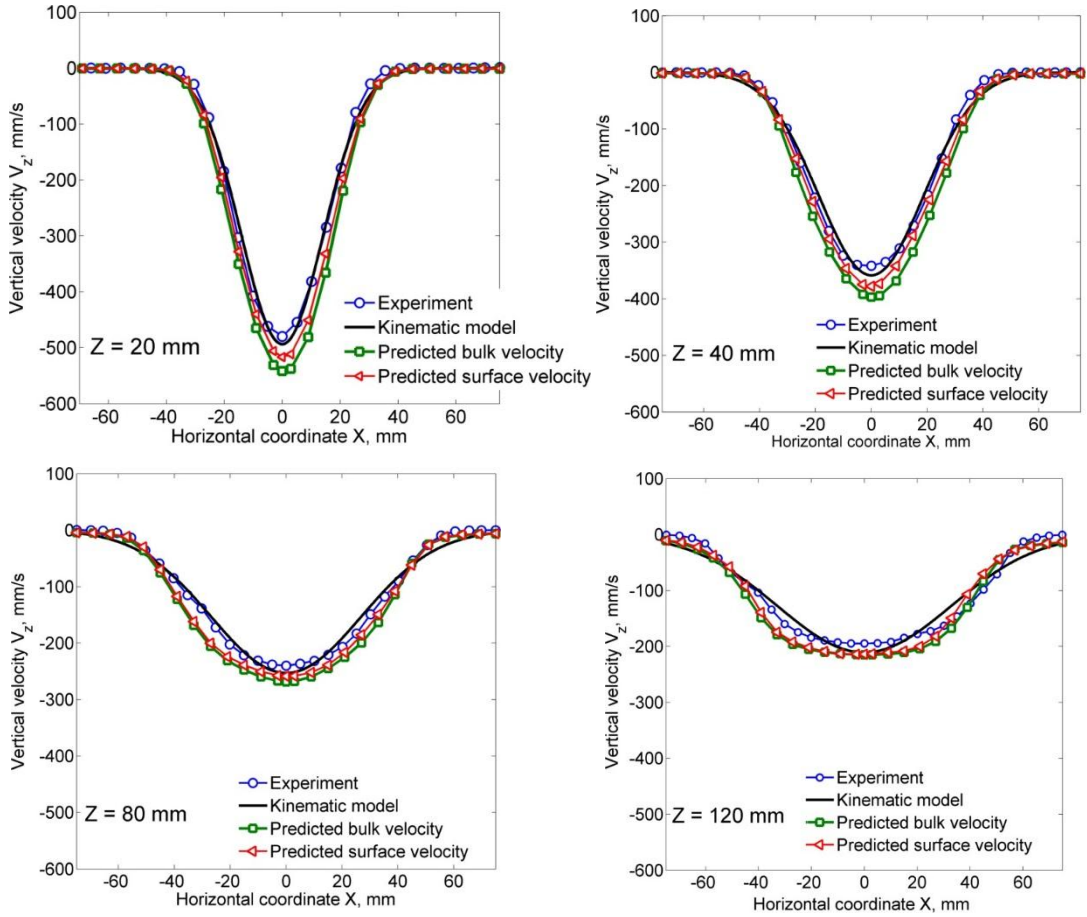 100
0
-100
-200
-300
-400
-500
-600
Vertical velocity V_z, mm/s
Experiment
Kinematic model
Predicted bulk velocity
Predicted surface velocity
Z = 20 mm
-60 -40 -20 0 20 40 60
Horizontal coordinate X, mm
100
0
-100
-200
-300
-400
-500
-600
Vertical velocity V_z, mm/s
Experiment
Kinematic model
Predicted bulk velocity
Predicted surface velocity
Z = 40 mm
-60 -40 -20 0 20 40 60
Horizontal coordinate X, mm
100
0
-100
-200
-300
-400
-500
-600
Vertical velocity V_z, mm/s
Experiment
Kinematic model
Predicted bulk velocity
Predicted surface velocity
Z = 80 mm
-60 -40 -20 0 20 40 60
Horizontal coordinate X, mm
100
0
-100
-200
-300
-400
-500
-600
Vertical velocity V_z, mm/s
Experiment
Kinematic model
Predicted bulk velocity
Predicted surface velocity
Z = 120 mm
-60 -40 -20 0 20 40 60
Horizontal coordinate X, mm